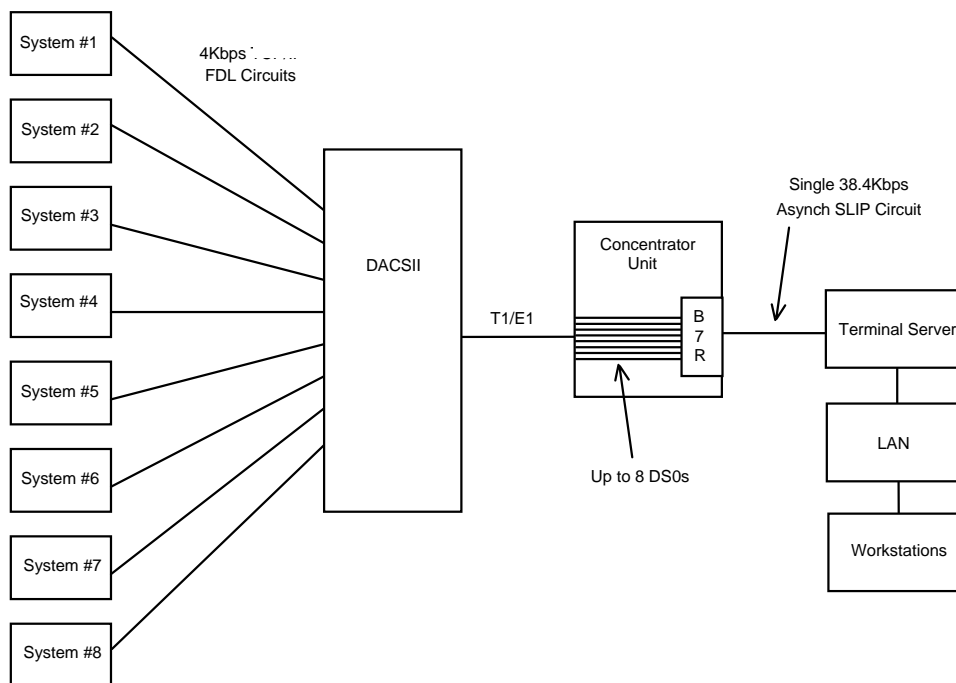 System #1
System #2
System #3
System #4
System #5
System #6
System #7
System #8
4Kbps
FDL Circuits
DACSII
T1/E1
Concentrator
Unit
B
7
R
Up to 8 DS0s
Single 38.4Kbps
Asynch SLIP Circuit
Terminal Server
LAN
Workstations